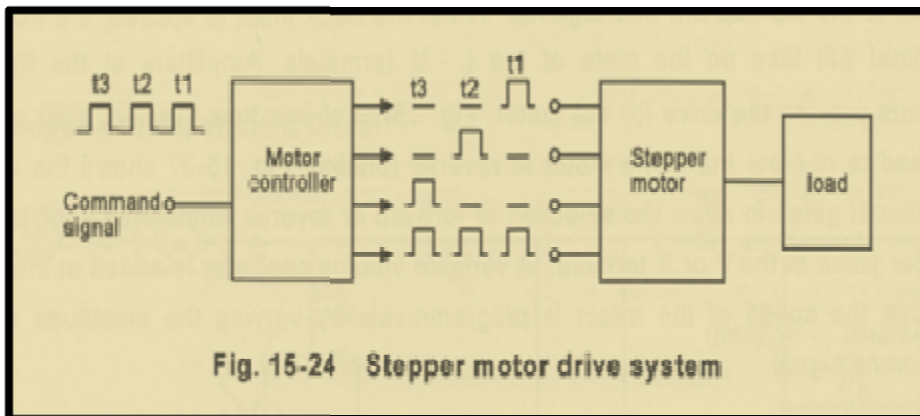 t1
t3 t2
t3 t2 t1
Motor controller
Stepper motor
load
Command signal
Fig. 15-24 Stepper motor drive system